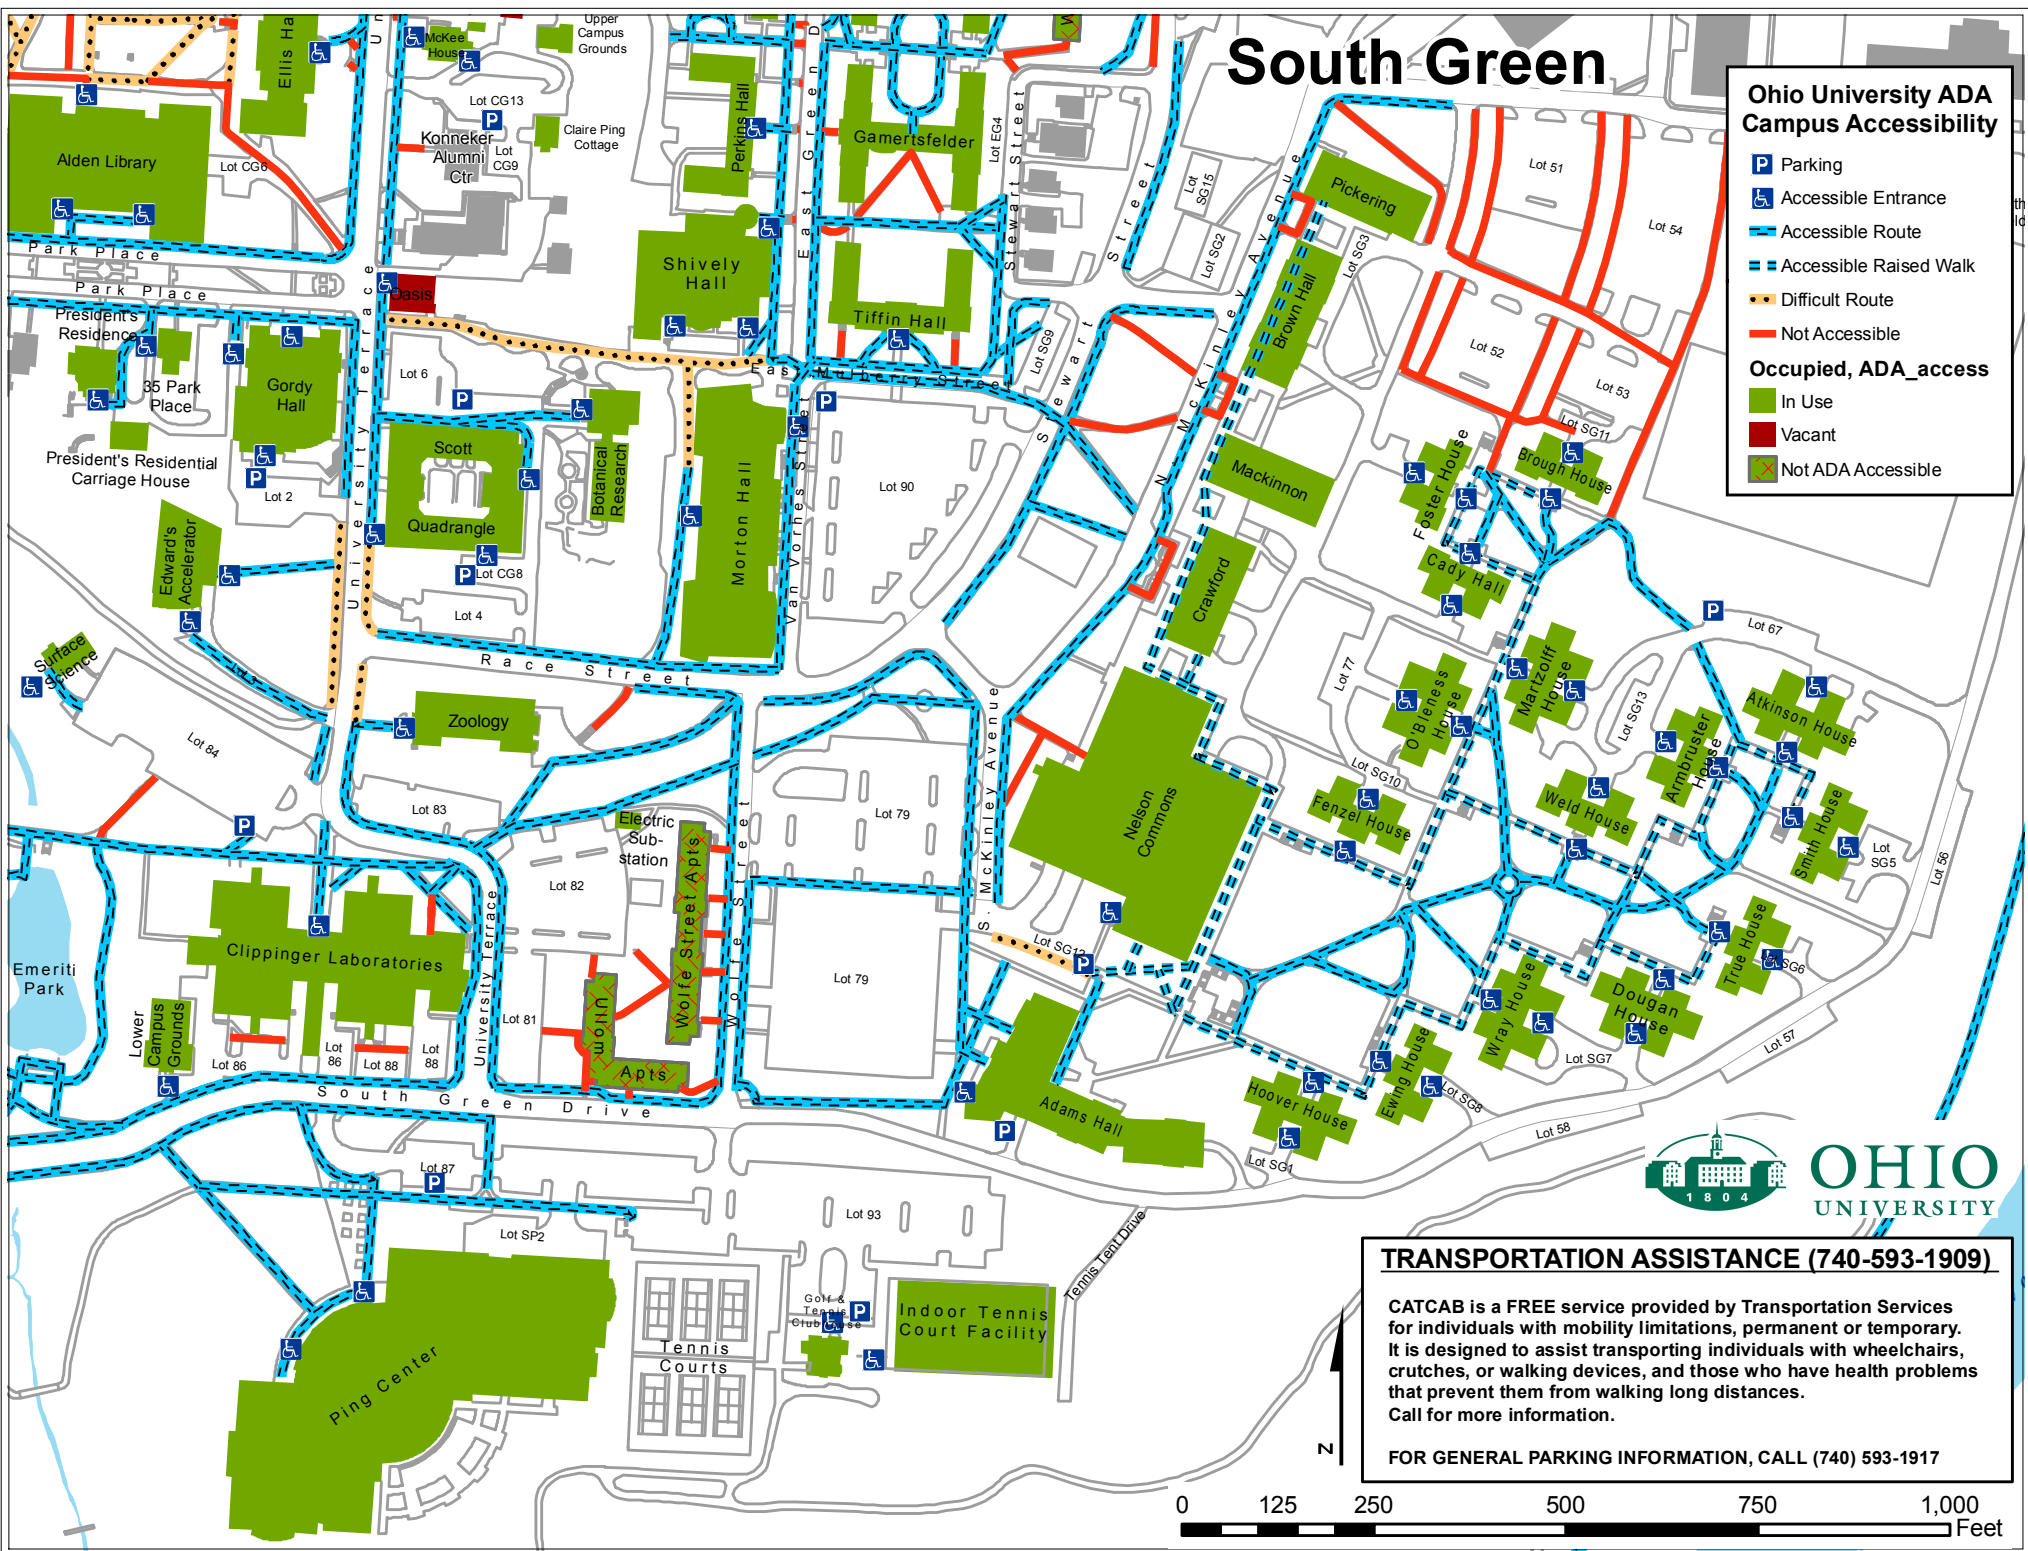 South Green
Ohio University ADA
Campus Accessibility
Parking
Accessible Entrance
Accessible Route
Accessible Raised Walk
Difficult Route
Not Accessible
Occupied, ADA_access
In Use
Vacant
Not ADA Accessible
Ellis Ha
McKee
House
Upper
Campus
Grounds
Lot CG13
Konneker
Alumni
Ctr
Lot
CG9
Claire Ping
Cottage
Perkins Hall
East Green D
Gamertsfelder
Lot EG4
Stewart Street
Street
Lot
SG15
Lot SG2
N. McKinley Avenue
Pickering
Lot SG3
Lot 51
Lot 54
Alden Library
Lot CG6
Park Place
Park Place
Oasis
Shively
Hall
Tiffin Hall
Brown Hall
Lot 52
Lot 53
Lot SG11
President's
Residence
35 Park
Place
Gordy
Hall
Lot 6
East Mulberry Street
Lot SG9
Stewart
President's Residential
Carriage House
Lot 2
University Terrace
Scott
Quadrangle
Botanical
Research
Morton Hall
Van Vorhes Street
Lot 90
Mackinnon
Foster House
Brough House
Edward's
Accelerator
Lot CG8
Lot 4
Crawford
Cady Hall
Surface
Science
Race Street
Lot 77
Lot 67
Martzolff
House
O'Bleness
House
Lot SG13
Atkinson House
Armbruster
House
Zoology
Lot 84
Lot 83
Electric
Sub-
station
Lot 79
S. McKinley Avenue
Nelson
Commons
Lot SG10
Fenzel House
Weld House
Smith House
Lot
SG5
Lot 56
Lot 82
Wolfe Street Apts
Wolfe Street
Emeriti
Park
Clippinger Laboratories
University Terrace
Lot 79
Lot SG12
True House
Lot SG6
Lower
Campus
Grounds
Lot 86
Lot
86
Lot 88
Lot
88
Lot 81
Ullom
Apts
Wray House
Dougan
House
Lot SG7
Lot 57
South Green Drive
Adams Hall
Hoover House
Ewing House
Lot SG8
Lot 58
Lot SG1
Lot 87
Lot SP2
Lot 93
Tennis Tent Drive
Ping Center
Tennis
Courts
Golf &
Tennis
Clubhouse
Indoor Tennis
Court Facility
1804
OHIO
UNIVERSITY
TRANSPORTATION ASSISTANCE (740-593-1909)
CATCAB is a FREE service provided by Transportation Services
for individuals with mobility limitations, permanent or temporary.
It is designed to assist transporting individuals with wheelchairs,
crutches, or walking devices, and those who have health problems
that prevent them from walking long distances.
Call for more information.
FOR GENERAL PARKING INFORMATION, CALL (740) 593-1917
N
0 125 250 500 750 1,000
Feet